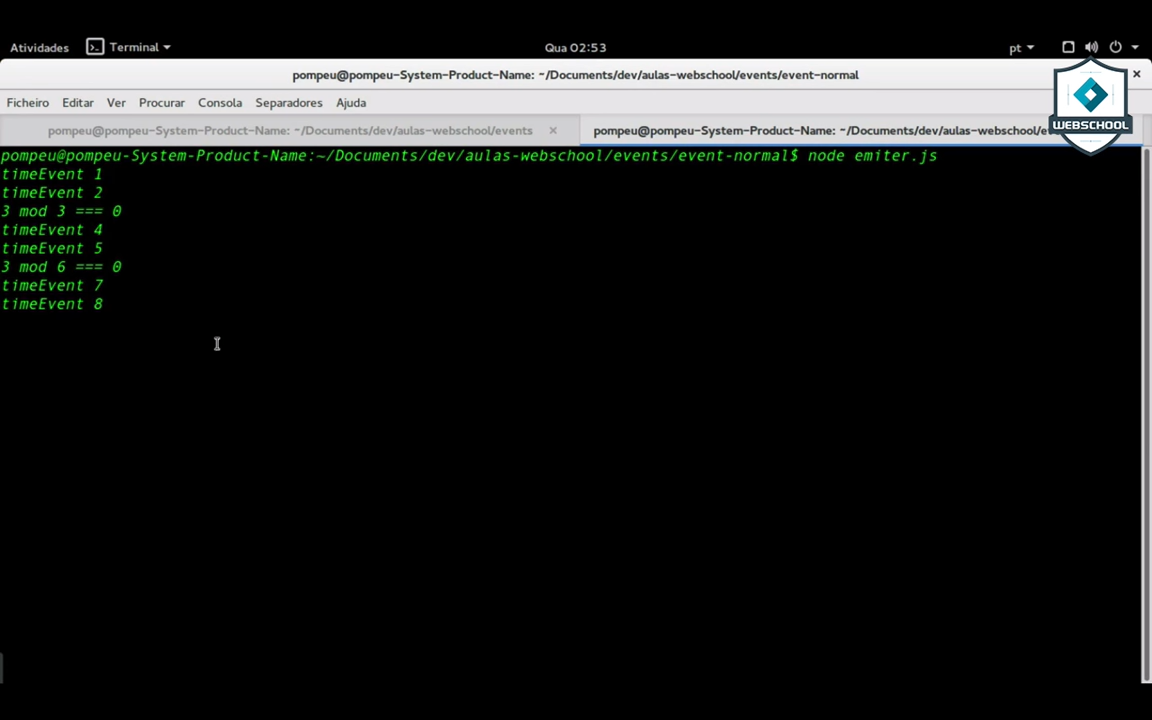 Atividades Terminal Qua 02:53 pt
pompeu@pompeu-System-Product-Name: ~/Documents/dev/aulas-webschool/events/event-normal
Ficheiro Editar Ver Procurar Consola Separadores Ajuda
WEBSCHOOL
pompeu@pompeu-System-Product-Name: ~/Documents/dev/aulas-webschool/events pompeu@pompeu-System-Product-Name: ~/Documents/dev/aulas-webschool/
pompeu@pompeu-System-Product-Name:~/Documents/dev/aulas-webschool/events/event-normal$ node emiter.js
timeEvent 1
timeEvent 2
3 mod 3 === 0
timeEvent 4
timeEvent 5
3 mod 6 === 0
timeEvent 7
timeEvent 8